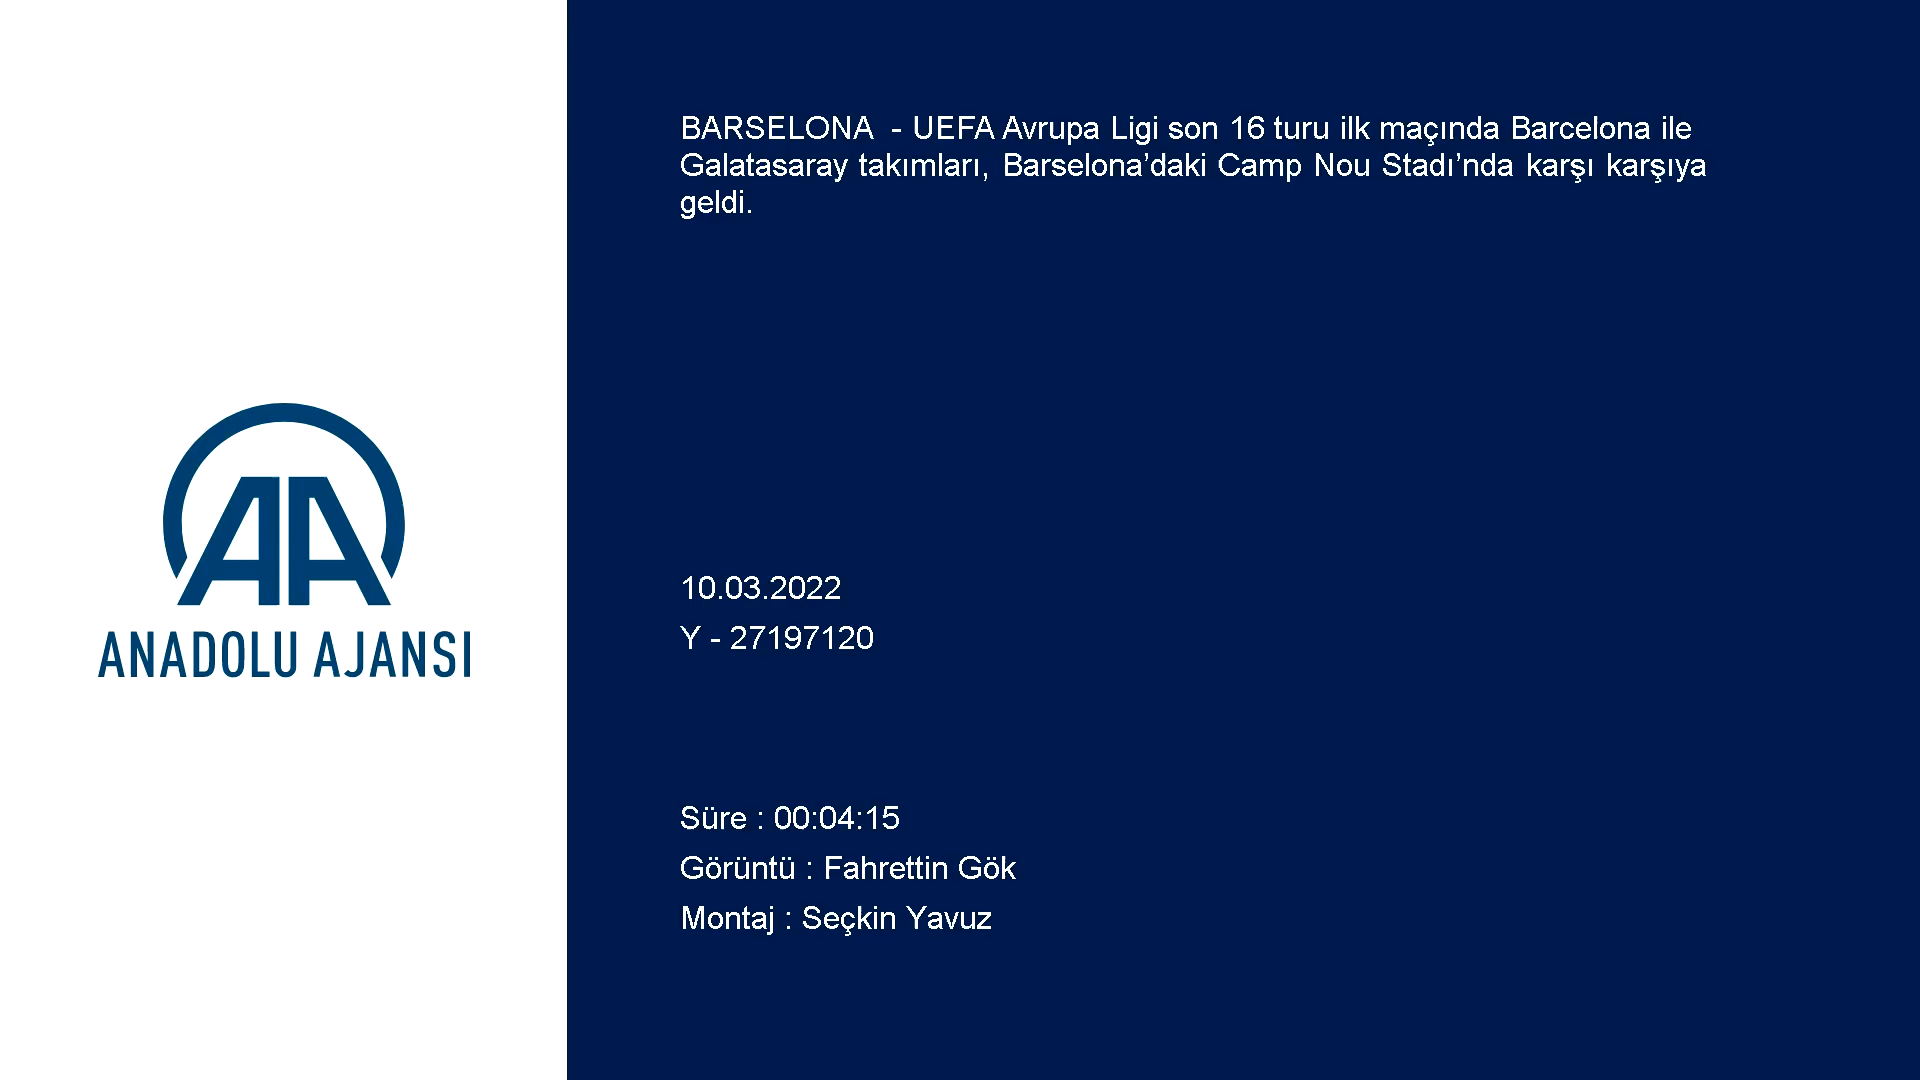 BARSELONA  - UEFA Avrupa Ligi son 16 turu ilk maçında Barcelona ile
Galatasaray takımları, Barselona’daki Camp Nou Stadı’nda karşı karşıya
geldi.
AA
ANADOLU AJANSI
10.03.2022
Y - 27197120
Süre : 00:04:15
Görüntü : Fahrettin Gök
Montaj : Seçkin Yavuz